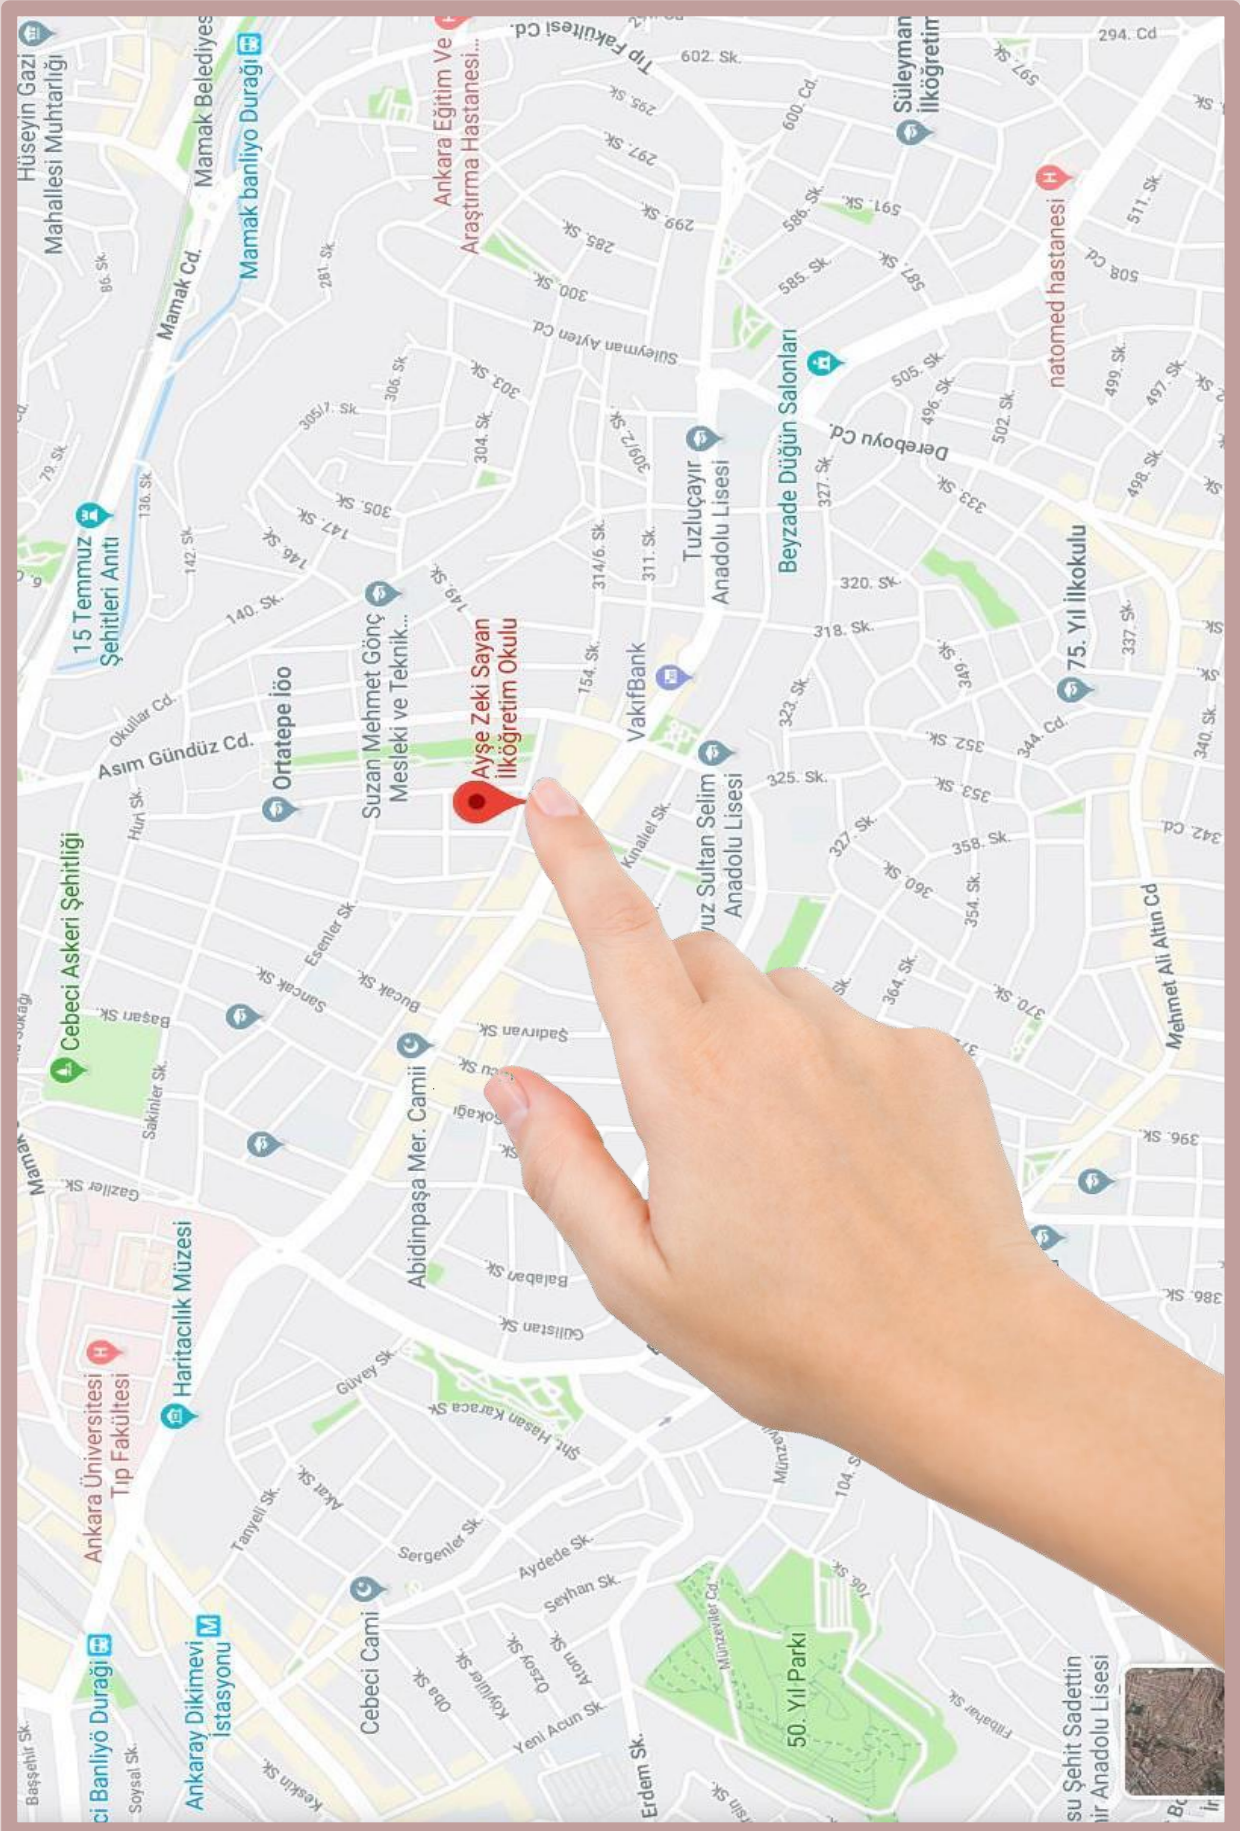 Başşehir Sk.
ci Banliyö Durağı
Soysal Sk.
Ankaray Dikimevi
İstasyonu
M
Keskin Sk.
Ankara Üniversitesi
Tıp Fakültesi
H
Haritacılık Müzesi
Gaziler Sk.
Sakinler Sk.
Başarı Sk.
Cebeci Askeri Şehitliği
Huri Sk.
Asım Gündüz Cd.
Okullar Cd.
15 Temmuz
Şehitleri Anıtı
79. Sk.
136. Sk.
142. Sk.
140. Sk.
86. Sk.
Hüseyin Gazi
Mahallesi Muhtarlığı
Mamak Cd.
Mamak Belediyes
Mamak banliyo Durağı
281. Sk.
Ortatepe İöo
Esenler Sk.
Sancak Sk.
Bucak Sk.
Tanyeli Sk.
Akat Sk.
Güvey Sk.
Cebeci Cami
Sergenler Sk.
Abidinpaşa Mer. Camii
Suzan Mehmet Gönç
Mesleki ve Teknik...
146. Sk.
147. Sk.
305. Sk.
305/7. Sk.
306. Sk.
Ayşe Zeki Sayan
İlköğretim Okulu
149. Sk.
304. Sk.
303. Sk.
Ankara Eğitim Ve
Araştırma Hastanesi...
Tıp Fakültesi Cd.
Oba Sk.
Köylüler Sk.
Özsoy Sk.
Atom Sk.
Yeni Acun Sk.
Aydede Sk.
Seyhan Sk.
Erdem Sk.
Şht. Hasan Karaca Sk
Gülistan Sk.
Balaban Sk.
Sokağı
Şadırvan Sk.
154. Sk.
314/6. Sk.
311. Sk.
309/2. Sk.
Süleyman Ayten Cd.
300. Sk.
285. Sk.
299. Sk.
297. Sk.
295. Sk.
602. Sk.
VakıfBank
Kınaliel Sk.
uz Sultan Selim
Anadolu Lisesi
Tuzluçayır
Anadolu Lisesi
Beyzade Düğün Salonları
600. Cd.
586. Sk.
585. Sk.
591. Sk.
587. Sk.
Süleyman
İlköğretim
Münzeviler Cd.
50. Yıl Parkı
106. Sk.
104. S
Münzevi
325. Sk.
323. Sk.
318. Sk.
320. Sk.
327. Sk.
327. Sk.
Dereboyu Cd.
505. Sk.
496. Sk.
333. Sk.
502. Sk.
360. Sk.
364. Sk.
354. Sk.
358. Sk.
353. Sk.
352. Sk.
349. Sk.
344. Cd.
370. Sk.
75. Yıl İlkokulu
natomed hastanesi
H
597. Sk.
294. Cd
508. Cd
511. Sk.
499. Sk.
497. Sk.
498. Sk.
337. Sk.
340. Sk.
342. Cd.
Mehmet Ali Altın Cd
396. Sk.
386. Sk.
Filbahar Sk.
su Şehit Sadettin
ir Anadolu Lisesi